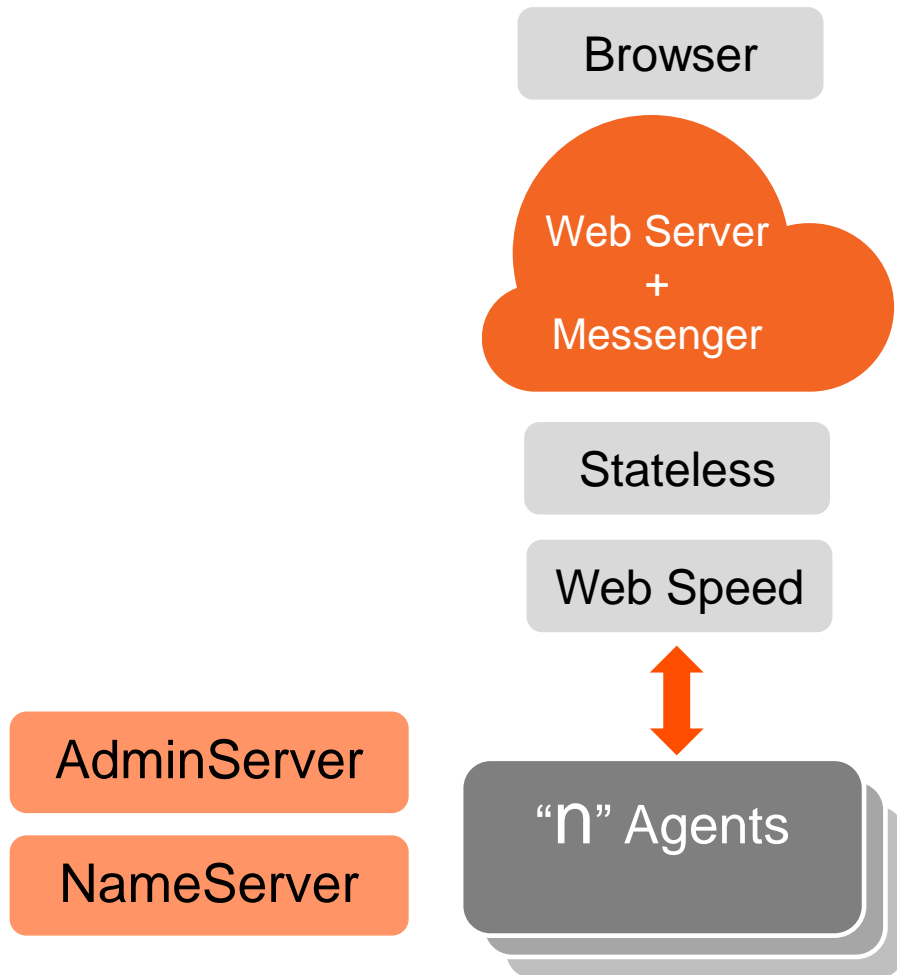 Browser
Web Server
+
Messenger
Stateless
Web Speed
AdminServer
“n” Agents
NameServer